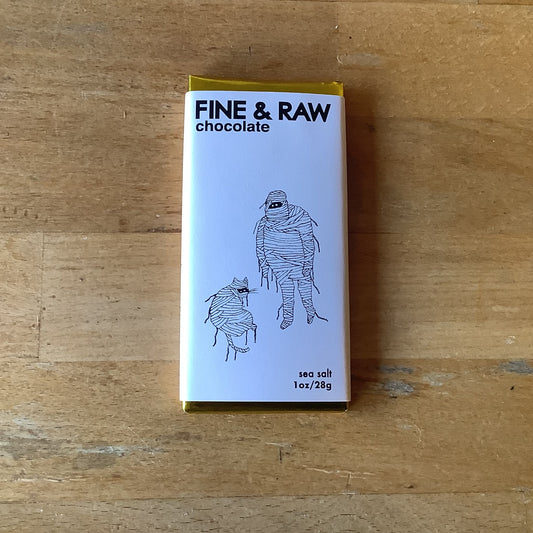 FINE & RAW
chocolate
sea salt
1oz/28g